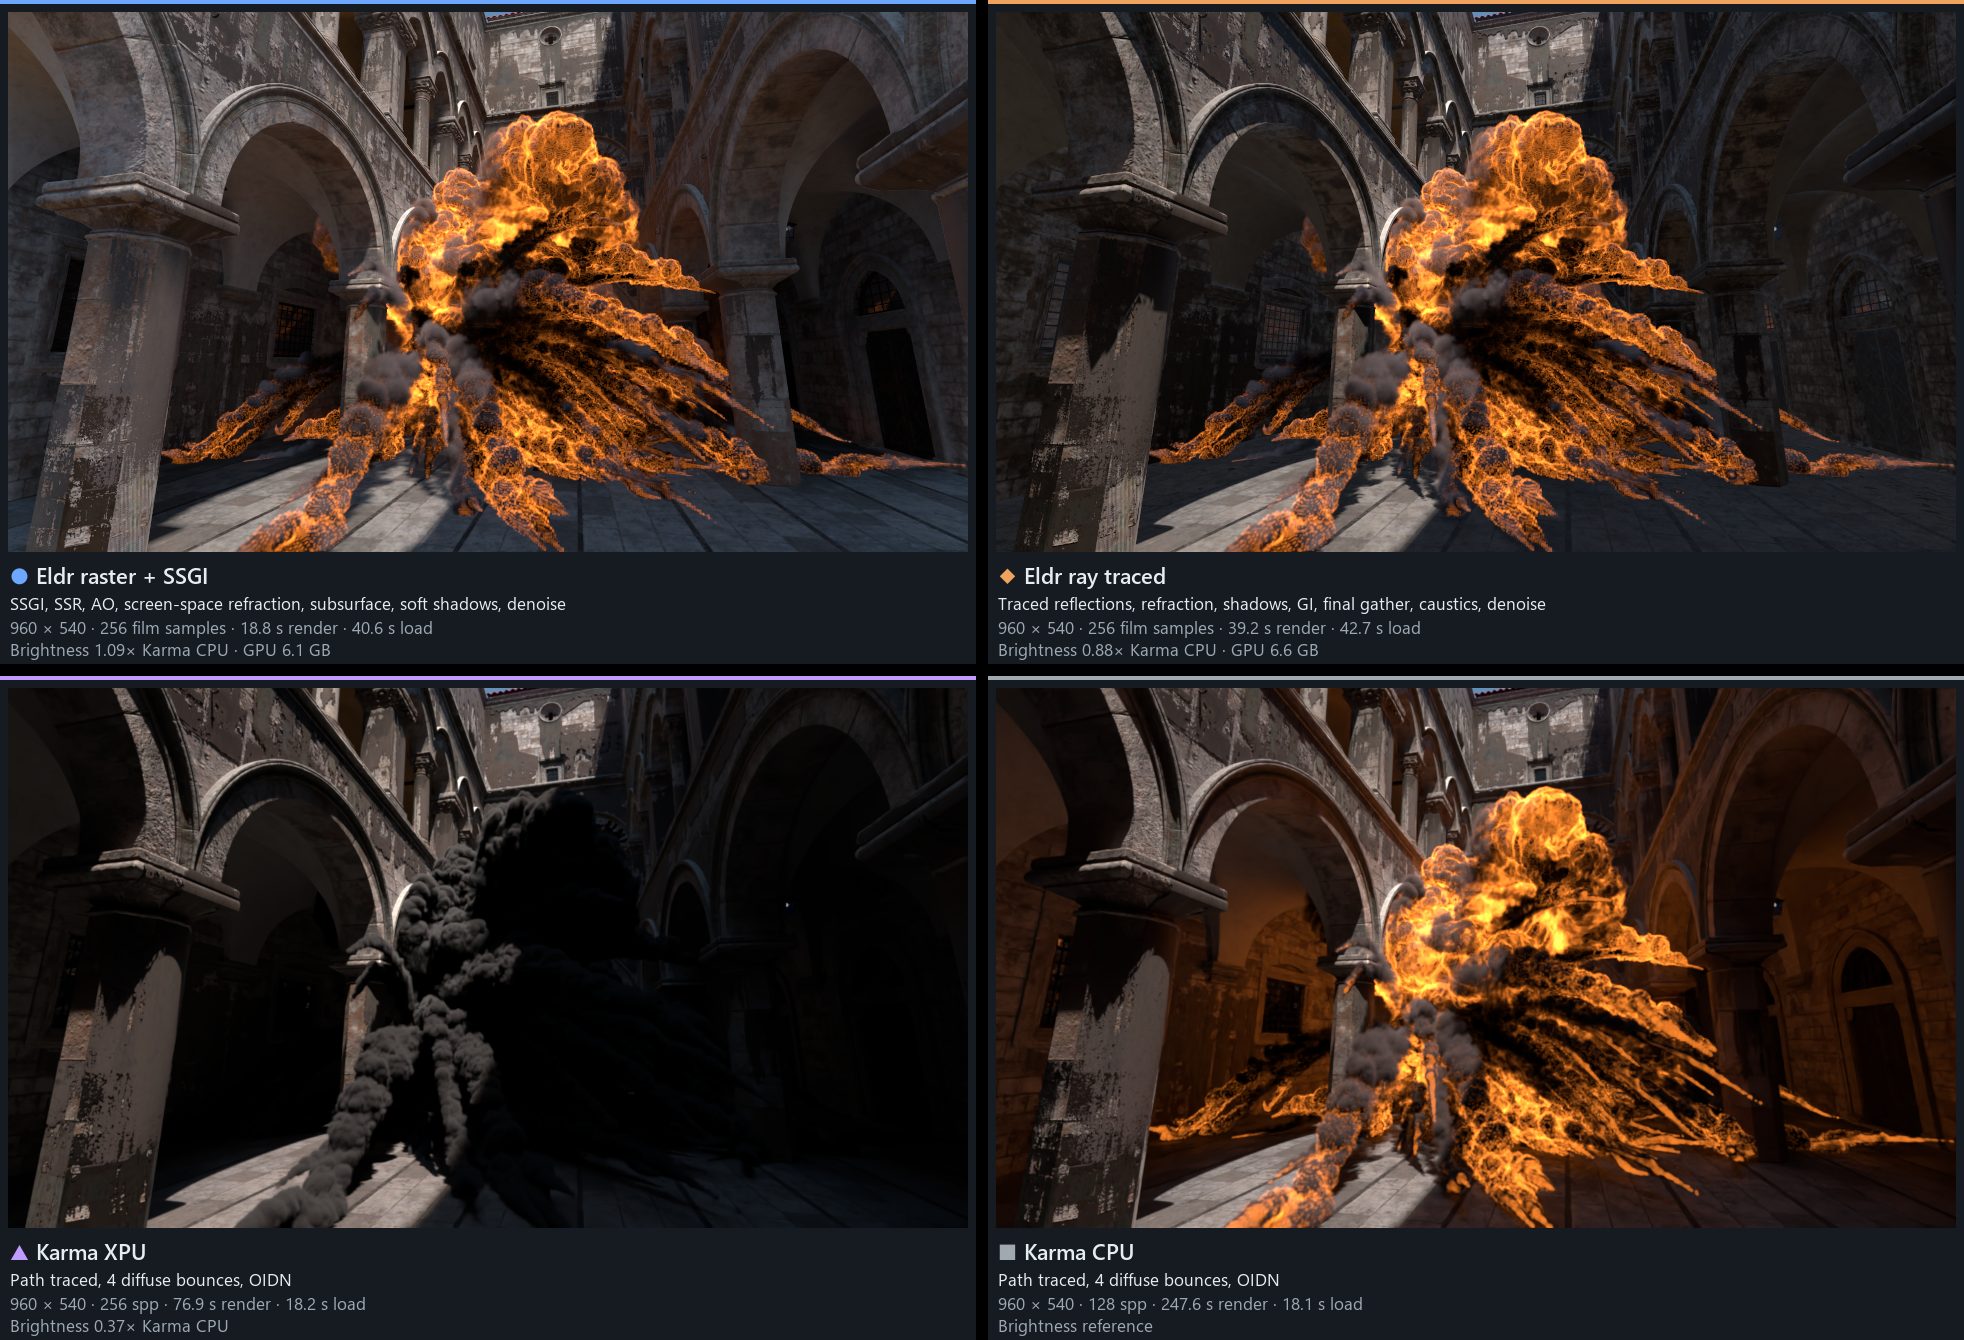 Eldr raster + SSGI
SSGI, SSR, AO, screen-space refraction, subsurface, soft shadows, denoise
960 × 540 · 256 film samples · 18.8 s render · 40.6 s load
Brightness 1.09× Karma CPU · GPU 6.1 GB
Eldr ray traced
Traced reflections, refraction, shadows, GI, final gather, caustics, denoise
960 × 540 · 256 film samples · 39.2 s render · 42.7 s load
Brightness 0.88× Karma CPU · GPU 6.6 GB
Karma XPU
Path traced, 4 diffuse bounces, OIDN
960 × 540 · 256 spp · 76.9 s render · 18.2 s load
Brightness 0.37× Karma CPU
Karma CPU
Path traced, 4 diffuse bounces, OIDN
960 × 540 · 128 spp · 247.6 s render · 18.1 s load
Brightness reference